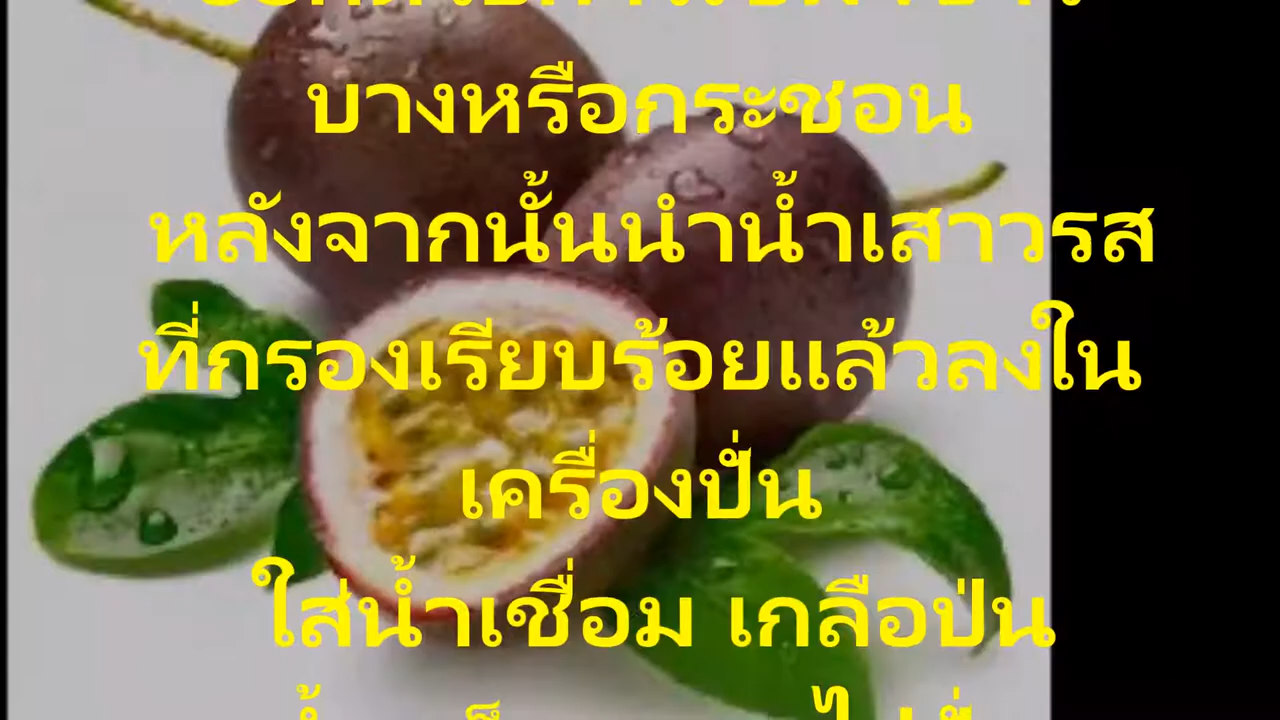 บางหรือกระชอน
หลังจากนั้นนำน้ำเสาวรส
ที่กรองเรียบร้อยแล้วลงใน
เครื่องปั่น
ใส่น้ำเชื่อม เกลือป่น